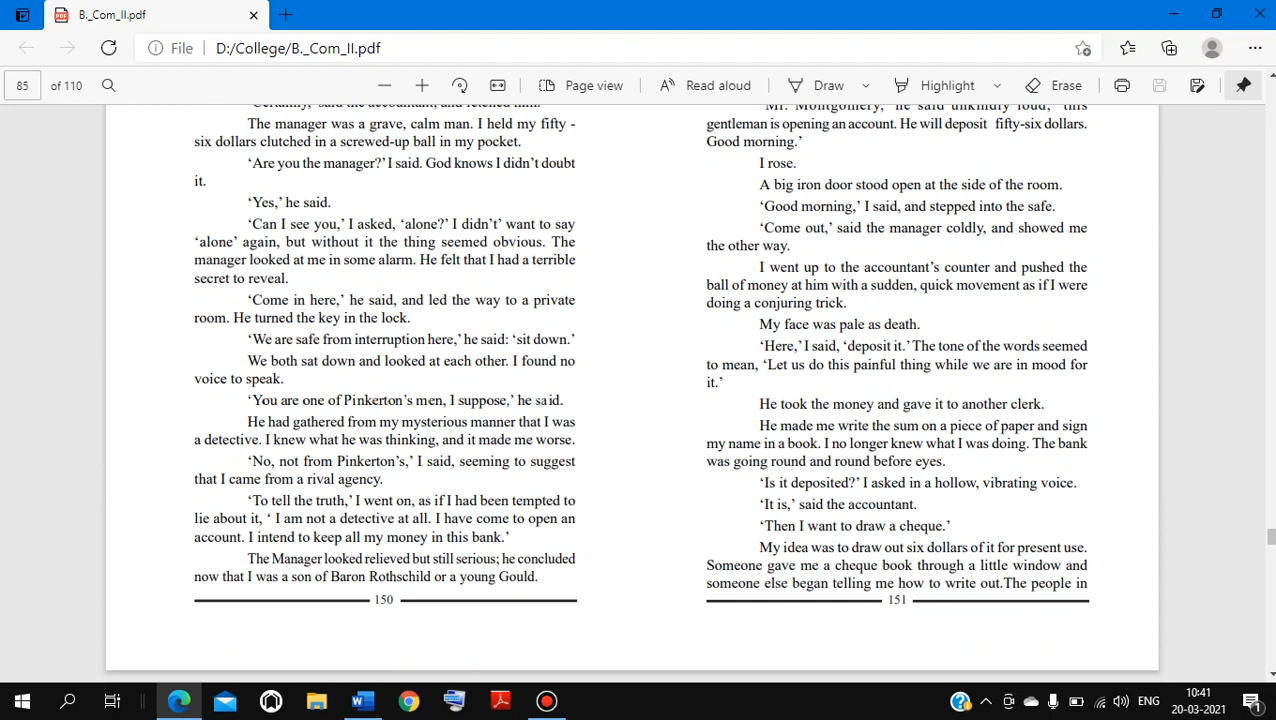 B._Com_II.pdf
File D:/College/B._Com_II.pdf
85 of 110 Page view Read aloud Draw Highlight Erase
'Certainly,' said the accountant, and fetched him.
The manager was a grave, calm man. I held my fifty -
six dollars clutched in a screwed-up ball in my pocket.
'Are you the manager?' I said. God knows I didn't doubt
it.
'Yes,' he said.
'Can I see you,' I asked, 'alone?' I didn't' want to say
'alone' again, but without it the thing seemed obvious. The
manager looked at me in some alarm. He felt that I had a terrible
secret to reveal.
'Come in here,' he said, and led the way to a private
room. He turned the key in the lock.
'We are safe from interruption here,' he said: 'sit down.'
We both sat down and looked at each other. I found no
voice to speak.
'You are one of Pinkerton's men, I suppose,' he said.
He had gathered from my mysterious manner that I was
a detective. I knew what he was thinking, and it made me worse.
'No, not from Pinkerton's,' I said, seeming to suggest
that I came from a rival agency.
'To tell the truth,' I went on, as if I had been tempted to
lie about it, ' I am not a detective at all. I have come to open an
account. I intend to keep all my money in this bank.'
The Manager looked relieved but still serious; he concluded
now that I was a son of Baron Rothschild or a young Gould.
150
'Mr. Montgomery,' he said unkindly loud, 'this
gentleman is opening an account. He will deposit fifty-six dollars.
Good morning.'
I rose.
A big iron door stood open at the side of the room.
'Good morning,' I said, and stepped into the safe.
'Come out,' said the manager coldly, and showed me
the other way.
I went up to the accountant's counter and pushed the
ball of money at him with a sudden, quick movement as if I were
doing a conjuring trick.
My face was pale as death.
'Here,' I said, 'deposit it.' The tone of the words seemed
to mean, 'Let us do this painful thing while we are in mood for
it.'
He took the money and gave it to another clerk.
He made me write the sum on a piece of paper and sign
my name in a book. I no longer knew what I was doing. The bank
was going round and round before eyes.
'Is it deposited?' I asked in a hollow, vibrating voice.
'It is,' said the accountant.
'Then I want to draw a cheque.'
My idea was to draw out six dollars of it for present use.
Someone gave me a cheque book through a little window and
someone else began telling me how to write out.The people in
151
ENG
10:41
20-03-2021